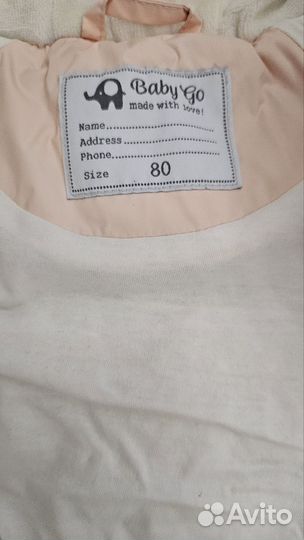 Baby Go
made with love!
Name...................
Address..............
Phone.................
Size 80
Avito